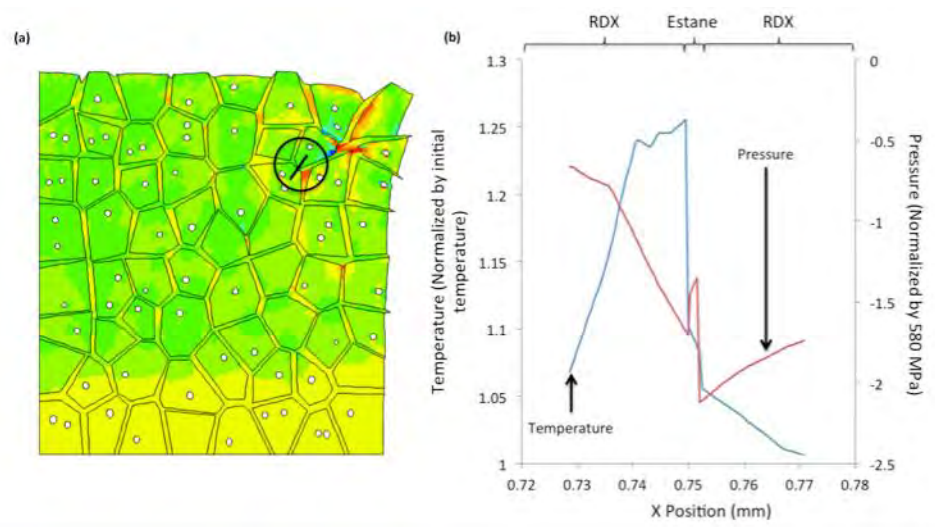 (a)
(b)
RDX Estane RDX
1.3
1.25
1.2
1.15
1.1
1.05
1
0.72 0.73 0.74 0.75 0.76 0.77 0.78
X Position (mm)
Temperature (Normalized by initial
temperature)
0
-0.5
-1
-1.5
-2
-2.5
Pressure (Normalized by 580 MPa)
Pressure
Temperature